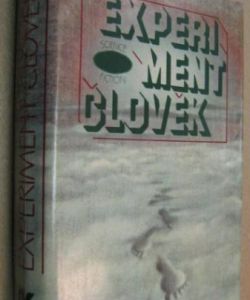 EXPERI
MENT
ČLOVĚK
SCIENCE
FICTION
EXPERIMENT ČLOVĚK